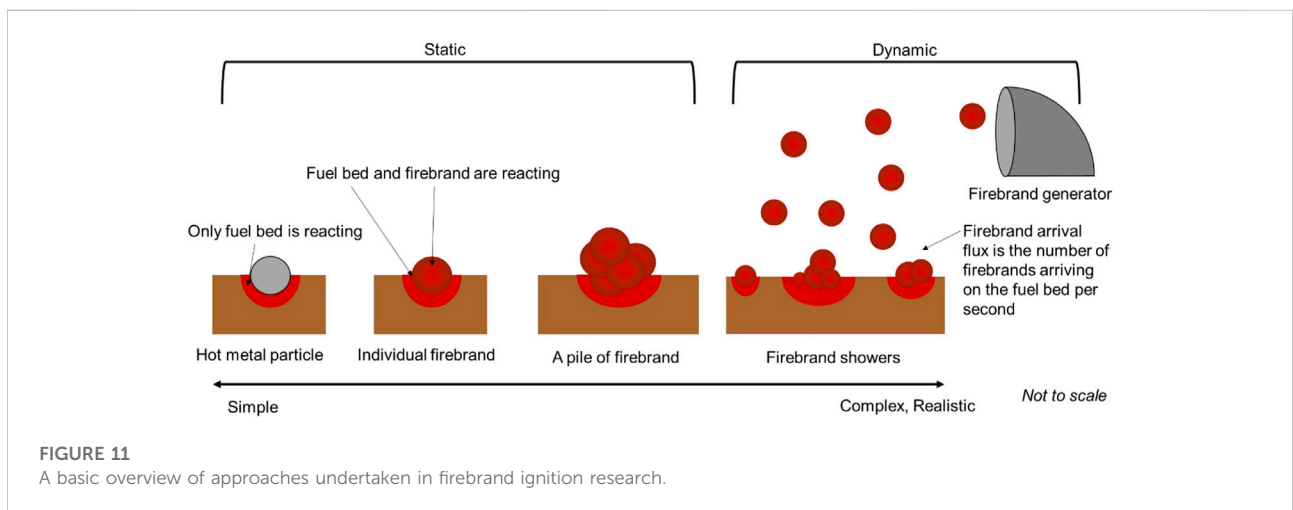 Static
Dynamic
Firebrand generator
Fuel bed and firebrand are reacting
Only fuel bed is reacting
Firebrand arrival
flux is the number of
firebrands arriving
on the fuel bed per
second
Hot metal particle
Individual firebrand
A pile of firebrand
Firebrand showers
Simple
Complex, Realistic
Not to scale
FIGURE 11
A basic overview of approaches undertaken in firebrand ignition research.